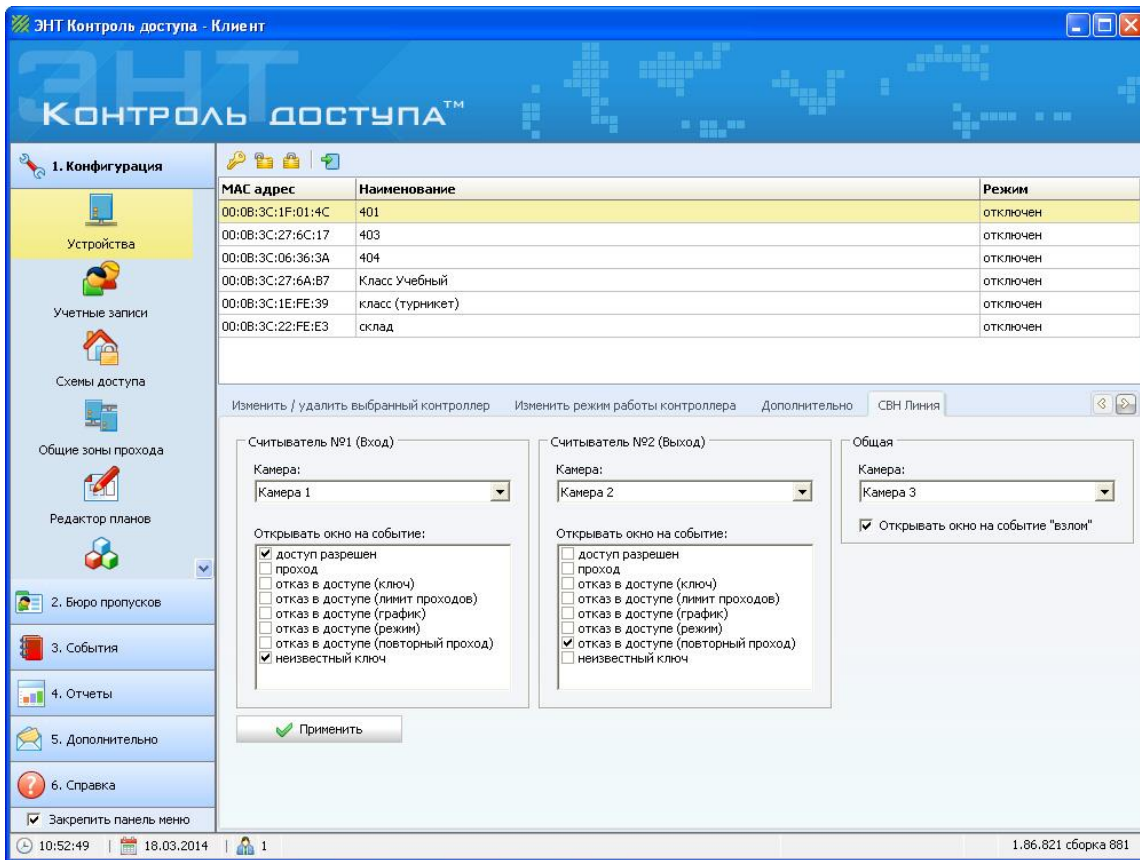 ЭНТ Контроль доступа - Клиент
ЭНТ
КОНТРОЛЬ ДОСТУПА™
1. Конфигурация
Устройства
Учетные записи
Схемы доступа
Общие зоны прохода
Редактор планов
2. Бюро пропусков
3. События
4. Отчеты
5. Дополнительно
6. Справка
Закрепить панель меню
MAC адрес Наименование Режим
00:0B:3C:1F:01:4C 401 отключен
00:0B:3C:27:6C:17 403 отключен
00:0B:3C:06:36:3A 404 отключен
00:0B:3C:27:6A:B7 Класс Учебный отключен
00:0B:3C:1E:FE:39 класс (турникет) отключен
00:0B:3C:22:FE:E3 склад отключен
Изменить / удалить выбранный контроллер Изменить режим работы контроллера Дополнительно СВН Линия
Считыватель №1 (Вход)
Камера:
Камера 1
Открывать окно на событие:
доступ разрешен
проход
отказ в доступе (ключ)
отказ в доступе (лимит проходов)
отказ в доступе (график)
отказ в доступе (режим)
отказ в доступе (повторный проход)
неизвестный ключ
Считыватель №2 (Выход)
Камера:
Камера 2
Открывать окно на событие:
доступ разрешен
проход
отказ в доступе (ключ)
отказ в доступе (лимит проходов)
отказ в доступе (график)
отказ в доступе (режим)
отказ в доступе (повторный проход)
неизвестный ключ
Общая
Камера:
Камера 3
Открывать окно на событие "взлом"
Применить
10:52:49 18.03.2014 1 1.86.821 сборка 881